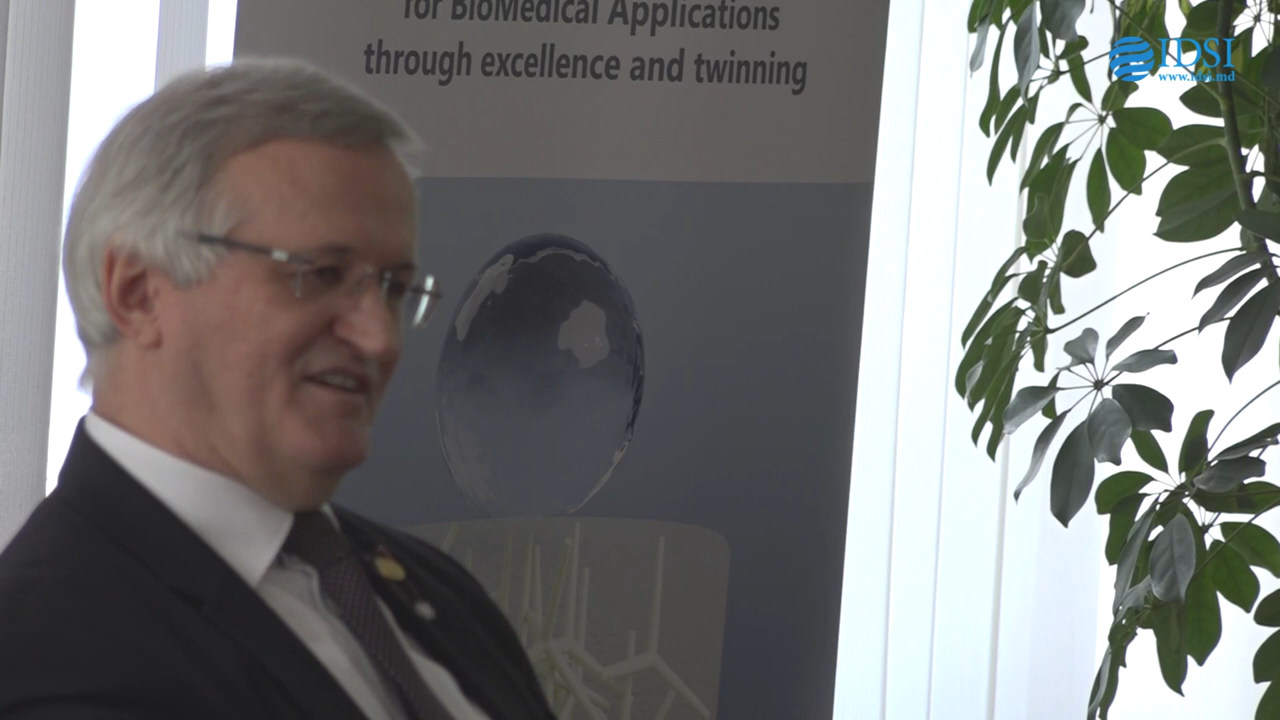 for BioMedical Applications
through excellence and twinning
IDSI
www.idsi.md